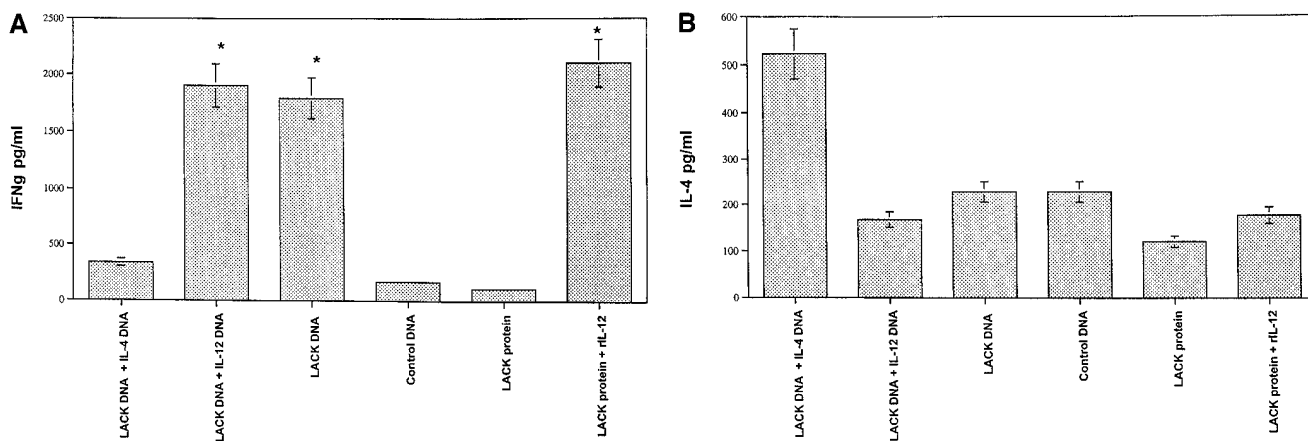 A
IFNg pg/ml
2500
2000
1500
1000
500
0
*
*
*
LACK DNA + IL-4 DNA
LACK DNA + IL-12 DNA
LACK DNA
Control DNA
LACK protein
LACK protein + rIL-12
B
IL-4 pg/ml
600
500
400
300
200
100
0
LACK DNA + IL-4 DNA
LACK DNA + IL-12 DNA
LACK DNA
Control DNA
LACK protein
LACK protein + rIL-12